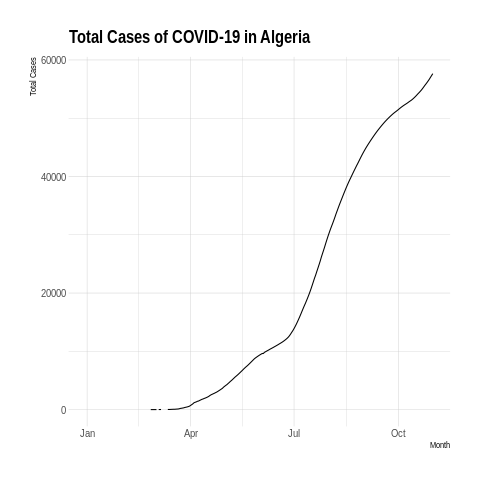 Total Cases of COVID-19 in Algeria
Total Cases
60000
40000
20000
0
Jan Apr Jul Oct
Month